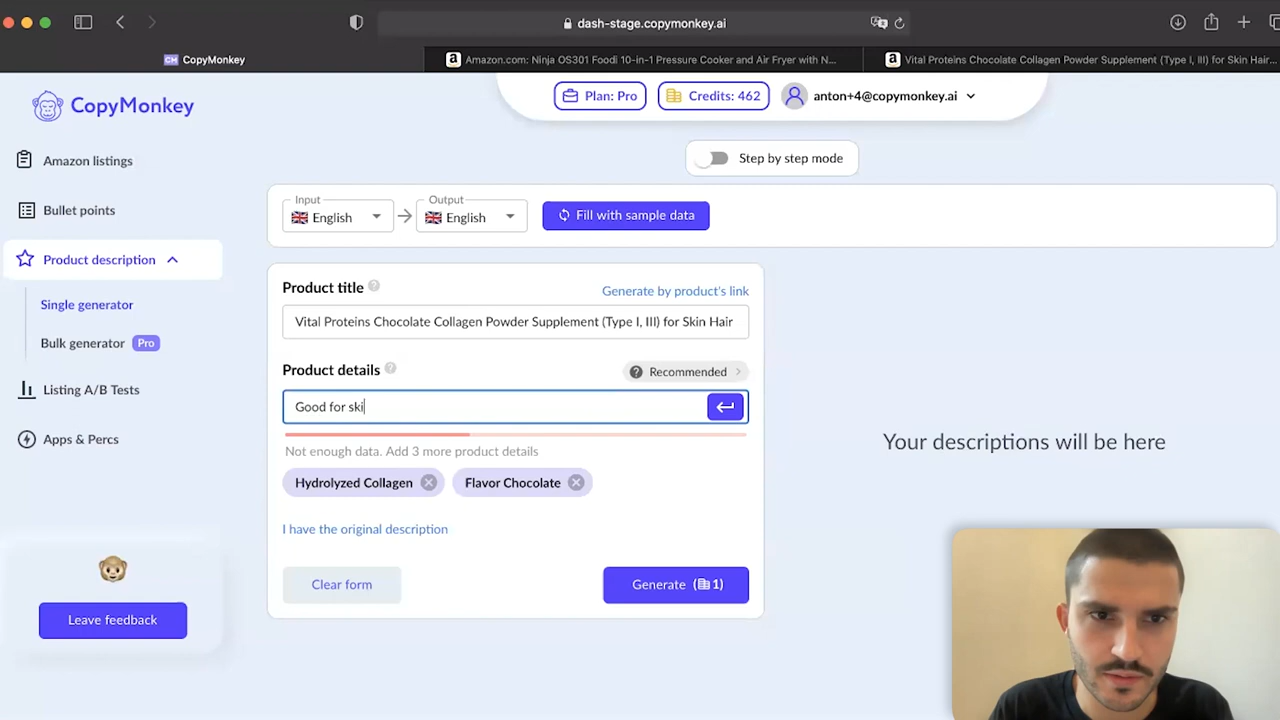 dash-stage.copymonkey.ai
CH CopyMonkey
a Amazon.com: Ninja OS301 Foodi 10-in-1 Pressure Cooker and Air Fryer with N...
a Vital Proteins Chocolate Collagen Powder Supplement (Type I, III) for Skin Hair...
CopyMonkey
Plan: Pro
Credits: 462
anton+4@copymonkey.ai
Amazon listings
Step by step mode
Bullet points
Input
English
Output
English
Fill with sample data
Product description
Product title
Generate by product's link
Single generator
Vital Proteins Chocolate Collagen Powder Supplement (Type I, III) for Skin Hair
Bulk generator Pro
Product details
Recommended
Listing A/B Tests
Good for ski
Apps & Percs
Not enough data. Add 3 more product details
Your descriptions will be here
Hydrolyzed Collagen
Flavor Chocolate
I have the original description
Clear form
Generate ( 1)
Leave feedback